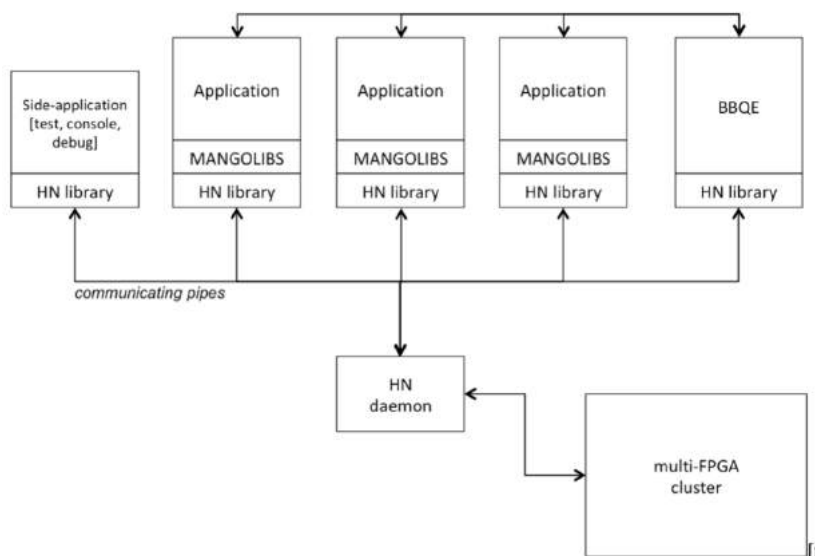 Side-application
[test, console,
debug]
HN library
Application
MANGOLIBS
HN library
Application
MANGOLIBS
HN library
Application
MANGOLIBS
HN library
BBQE
HN library
communicating pipes
HN
daemon
multi-FPGA
cluster